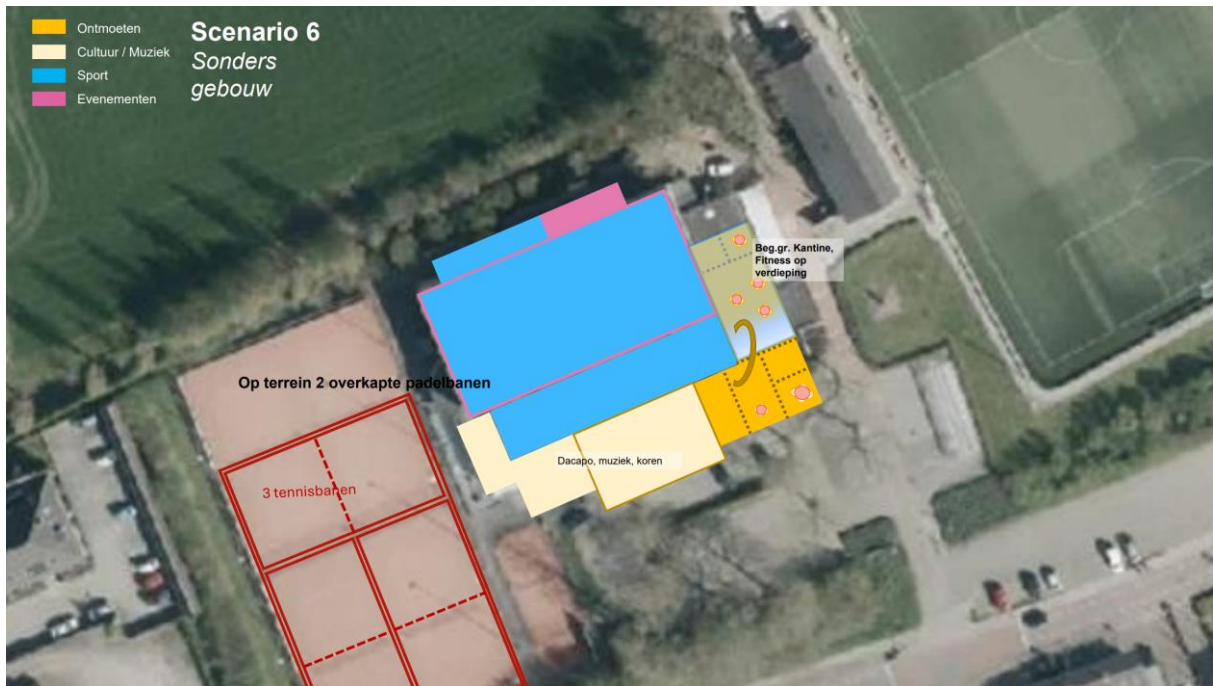 Ontmoeten
Cultuur / Muziek
Sport
Evenementen
Scenario 6
Sonders
gebouw
Beg.gr. Kantine,
Fitness op
verdieping
Op terrein 2 overkapte padelbanen
3 tennisbanen
Dacapo, muziek, koren